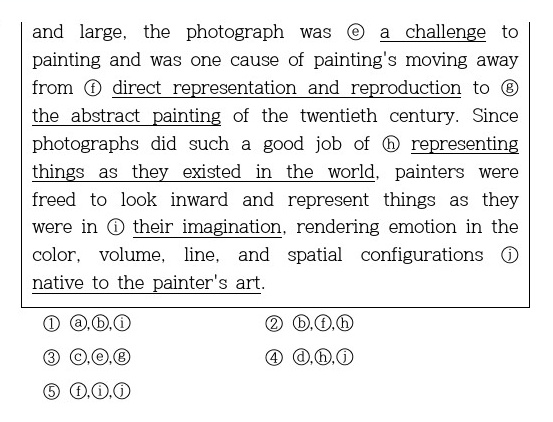 and large, the photograph was ⓔ a challenge to
painting and was one cause of painting's moving away
from ⓕ direct representation and reproduction to ⓖ
the abstract painting of the twentieth century. Since
photographs did such a good job of ⓗ representing
things as they existed in the world, painters were
freed to look inward and represent things as they
were in ⓘ their imagination, rendering emotion in the
color, volume, line, and spatial configurations ⓙ
native to the painter's art.
① ⓐ,ⓑ,ⓘ ② ⓑ,ⓕ,ⓗ
③ ⓒ,ⓔ,ⓖ ④ ⓓ,ⓗ,ⓙ
⑤ ⓕ,ⓘ,ⓙ